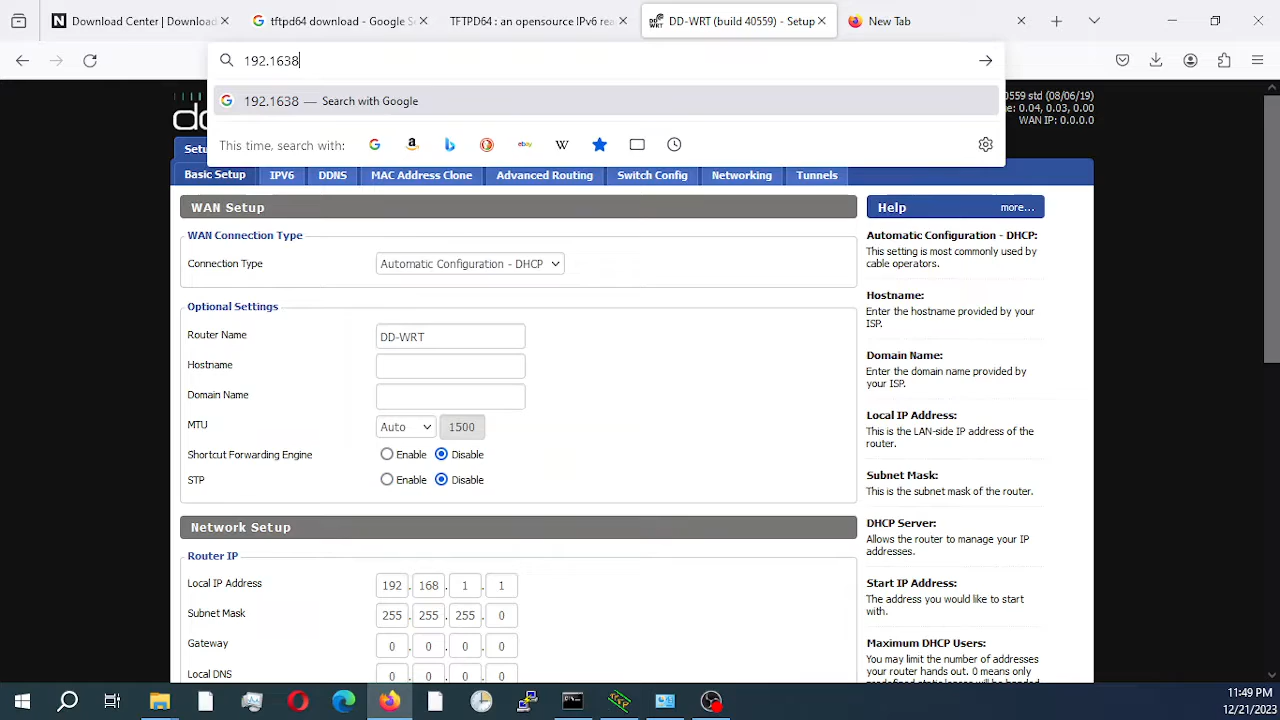 Download Center | Download
tftpd64 download - Google S
TFTPD64 : an opensource IPv6 rea
DD-WRT (build 40559) - Setup
New Tab
192.1638
192.1638 — Search with Google
This time, search with:
0559 std (08/06/19)
ce: 0.04, 0.03, 0.00
WAN IP: 0.0.0.0
Setu
Basic Setup
IPV6
DDNS
MAC Address Clone
Advanced Routing
Switch Config
Networking
Tunnels
WAN Setup
WAN Connection Type
Connection Type
Automatic Configuration - DHCP
Optional Settings
Router Name
DD-WRT
Hostname
Domain Name
MTU
Auto
1500
Shortcut Forwarding Engine
Enable
Disable
STP
Enable
Disable
Network Setup
Router IP
Local IP Address
192 . 168 . 1 . 1
Subnet Mask
255 . 255 . 255 . 0
Gateway
0 . 0 . 0 . 0
Local DNS
0 . 0 . 0 . 0
Help
more...
Automatic Configuration - DHCP:
This setting is most commonly used by
cable operators.
Hostname:
Enter the hostname provided by your
ISP.
Domain Name:
Enter the domain name provided by
your ISP.
Local IP Address:
This is the LAN-side IP address of the
router.
Subnet Mask:
This is the subnet mask of the router.
DHCP Server:
Allows the router to manage your IP
addresses.
Start IP Address:
The address you would like to start
with.
Maximum DHCP Users:
You may limit the number of addresses
your router hands out. 0 means only
11:49 PM
12/21/2023